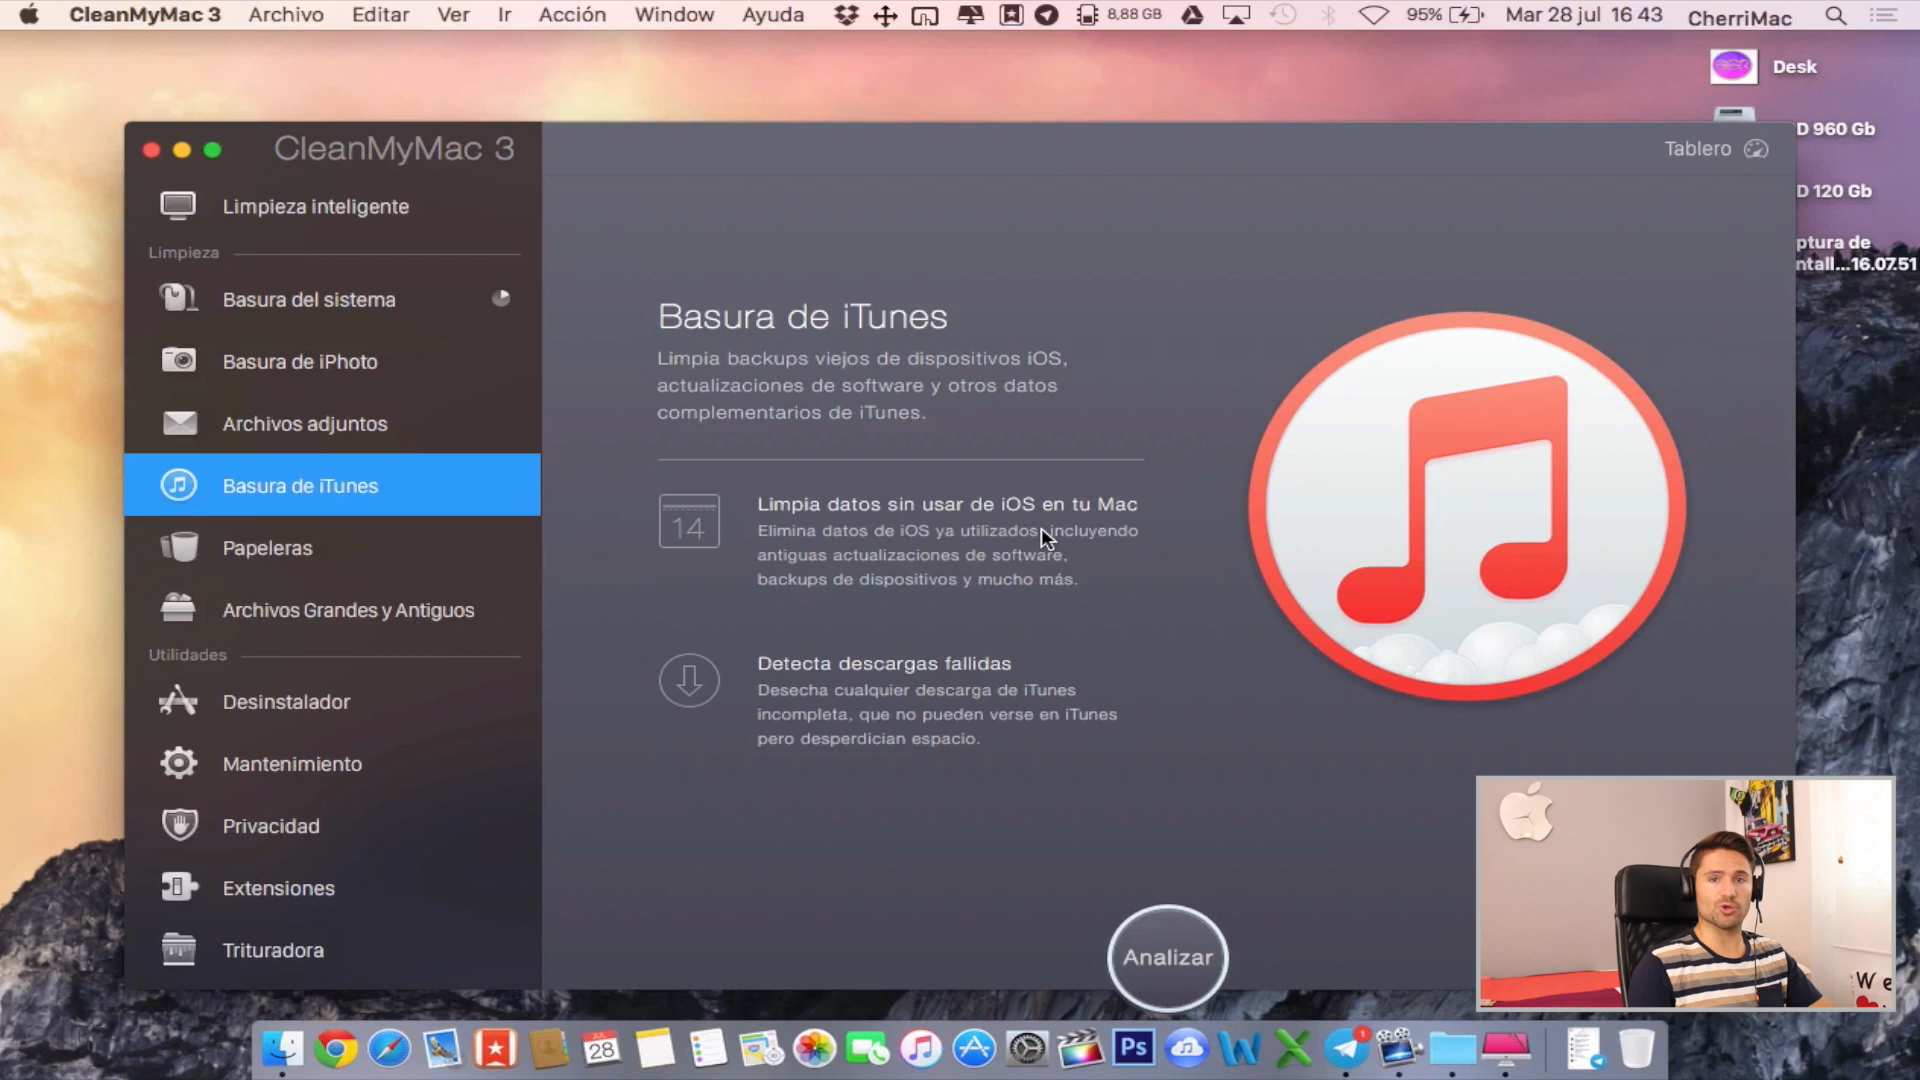 CleanMyMac 3 Archivo Editar Ver Ir Acción Window Ayuda 8,88 GB 95% Mar 28 jul 16 43 CherriMac
Desk
D 960 Gb
D 120 Gb
ptura de
ntall...16.07.51
CleanMyMac 3
Tablero
Limpieza inteligente
Limpieza
Basura del sistema
Basura de iPhoto
Archivos adjuntos
Basura de iTunes
Papeleras
Archivos Grandes y Antiguos
Utilidades
Desinstalador
Mantenimiento
Privacidad
Extensiones
Trituradora
Basura de iTunes
Limpia backups viejos de dispositivos iOS,
actualizaciones de software y otros datos
complementarios de iTunes.
14
Limpia datos sin usar de iOS en tu Mac
Elimina datos de iOS ya utilizados, incluyendo
antiguas actualizaciones de software,
backups de dispositivos y mucho más.
Detecta descargas fallidas
Desecha cualquier descarga de iTunes
incompleta, que no pueden verse en iTunes
pero desperdician espacio.
Analizar
We
JUL
28
Ps
1